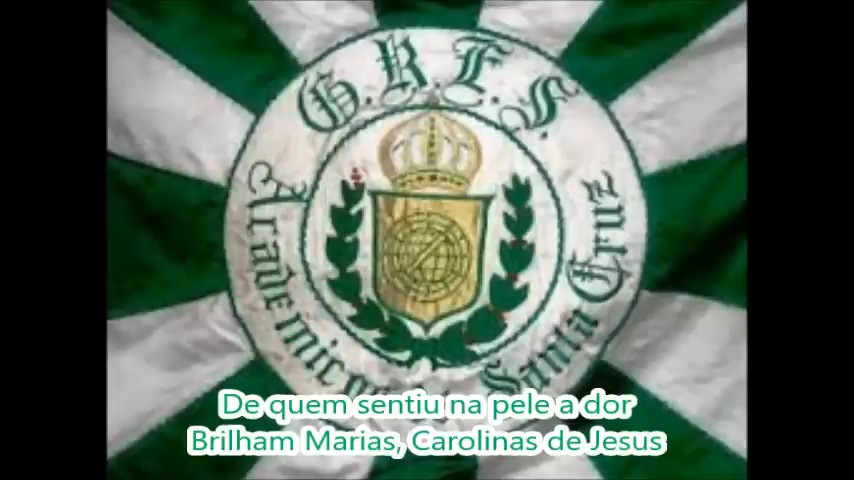 G.R.E.S.
Acadêmicos de Santa Cruz
De quem sentiu na pele a dor
Brilham Marias, Carolinas de Jesus